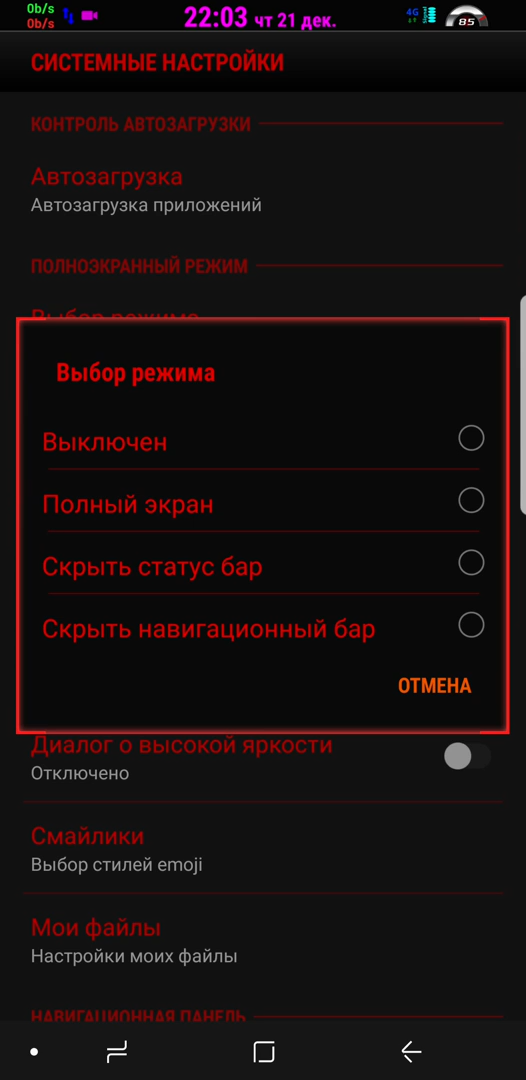 0b/s
0b/s
22:03 чт 21 дек.
4G
85
СИСТЕМНЫЕ НАСТРОЙКИ
КОНТРОЛЬ АВТОЗАГРУЗКИ
Автозагрузка
Автозагрузка приложений
ПОЛНОЭКРАННЫЙ РЕЖИМ
Выбор режима
Выбор режима
Выключен
Полный экран
Скрыть статус бар
Скрыть навигационный бар
ОТМЕНА
Диалог о высокой яркости
Отключено
Смайлики
Выбор стилей emoji
Мои файлы
Настройки моих файлы
НАВИГАЦИОННАЯ ПАНЕЛЬ